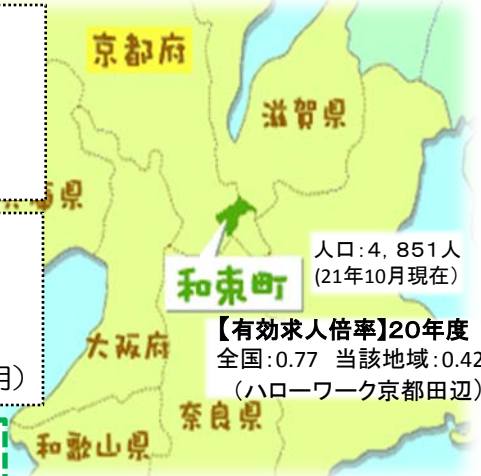 京都府
滋賀県
県
人口：4，851人
(21年10月現在）
和束町
【有効求人倍率】20年度
全国：0.77　当該地域：0.42
（ハローワーク京都田辺）
大阪府
月）
奈良県
和歌山県